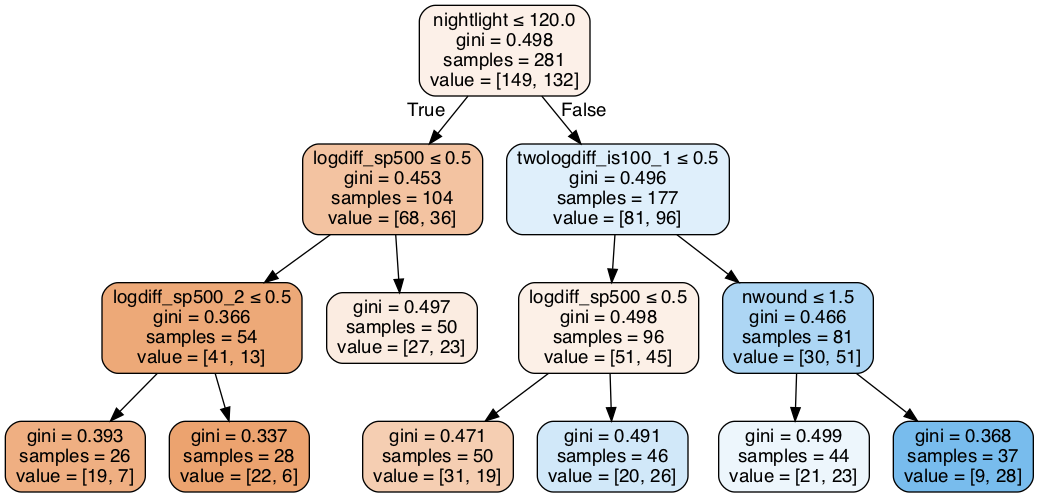 nightlight ≤ 120.0
gini = 0.498
samples = 281
value = [149, 132]
True
False
logdiff_sp500 ≤ 0.5
gini = 0.453
samples = 104
value = [68, 36]
twologdiff_is100_1 ≤ 0.5
gini = 0.496
samples = 177
value = [81, 96]
logdiff_sp500_2 ≤ 0.5
gini = 0.366
samples = 54
value = [41, 13]
gini = 0.497
samples = 50
value = [27, 23]
logdiff_sp500 ≤ 0.5
gini = 0.498
samples = 96
value = [51, 45]
nwound ≤ 1.5
gini = 0.466
samples = 81
value = [30, 51]
gini = 0.393
samples = 26
value = [19, 7]
gini = 0.337
samples = 28
value = [22, 6]
gini = 0.471
samples = 50
value = [31, 19]
gini = 0.491
samples = 46
value = [20, 26]
gini = 0.499
samples = 44
value = [21, 23]
gini = 0.368
samples = 37
value = [9, 28]